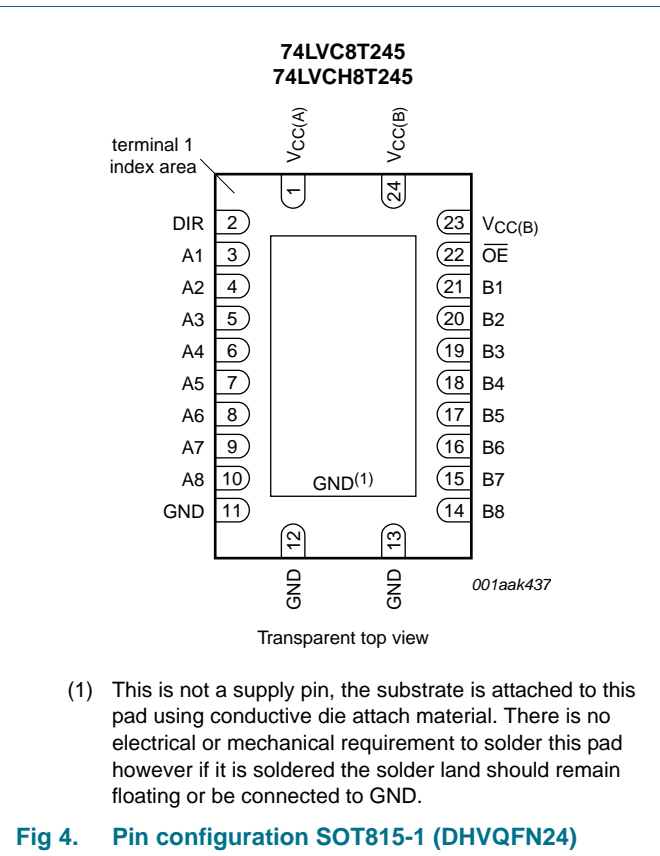 74LVC8T245
74LVCH8T245
terminal 1
index area
VCC(A)
VCC(B)
1
24
DIR 2
23 VCC(B)
A1 3
22 O̅E̅
A2 4
21 B1
A3 5
20 B2
A4 6
19 B3
A5 7
18 B4
A6 8
17 B5
A7 9
16 B6
A8 10
15 B7
GND 11
14 B8
GND(1)
12
13
GND
GND
001aak437
Transparent top view
(1) This is not a supply pin, the substrate is attached to this
pad using conductive die attach material. There is no
electrical or mechanical requirement to solder this pad
however if it is soldered the solder land should remain
floating or be connected to GND.
Fig 4. Pin configuration SOT815-1 (DHVQFN24)